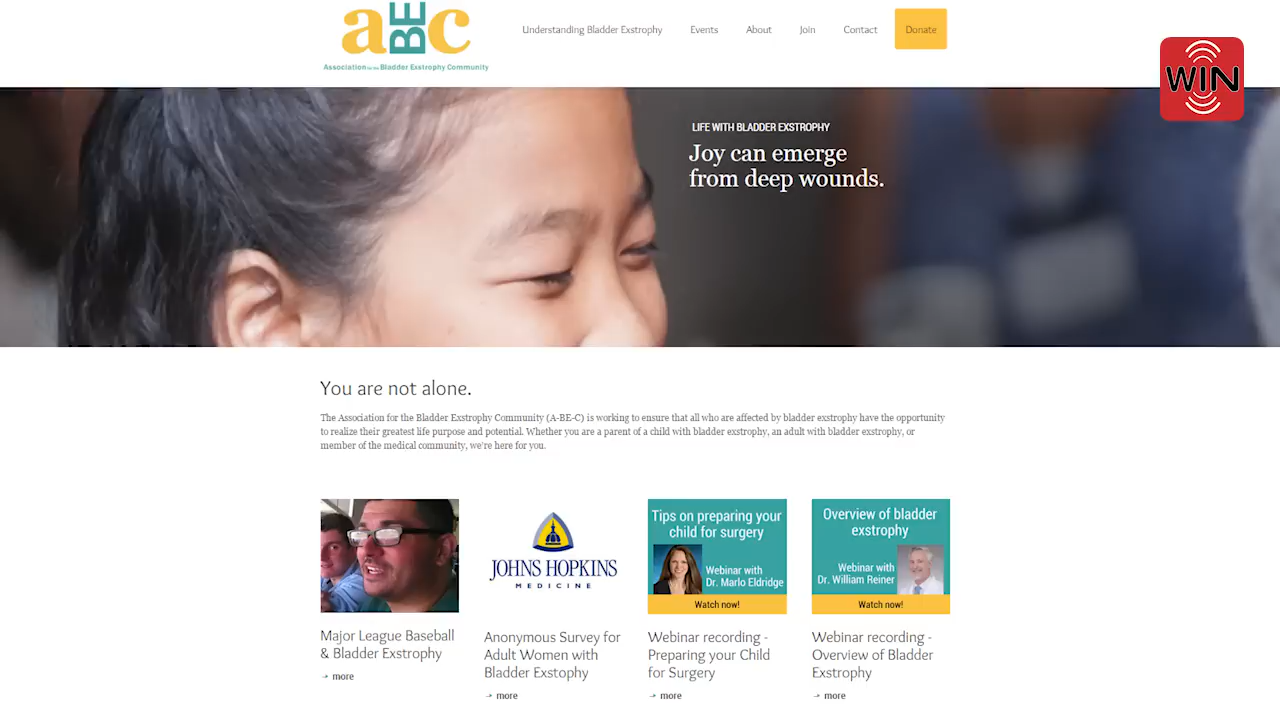 aBEc
Association for the Bladder Exstrophy Community
Understanding Bladder Exstrophy
Events
About
Join
Contact
Donate
WIN
LIFE WITH BLADDER EXSTROPHY
Joy can emerge
from deep wounds.
You are not alone.
The Association for the Bladder Exstrophy Community (A-BE-C) is working to ensure that all who are affected by bladder exstrophy have the opportunity
to realize their greatest life purpose and potential. Whether you are a parent of a child with bladder exstrophy, an adult with bladder exstrophy, or
member of the medical community, we're here for you.
JOHNS HOPKINS
MEDICINE
Tips on preparing your
child for surgery
Webinar with
Dr. Marlo Eldridge
Watch now!
Overview of bladder
exstrophy
Webinar with
Dr. William Reiner
Watch now!
Major League Baseball
& Bladder Exstrophy
→ more
Anonymous Survey for
Adult Women with
Bladder Exstophy
→ more
Webinar recording -
Preparing your Child
for Surgery
→ more
Webinar recording -
Overview of Bladder
Exstrophy
→ more